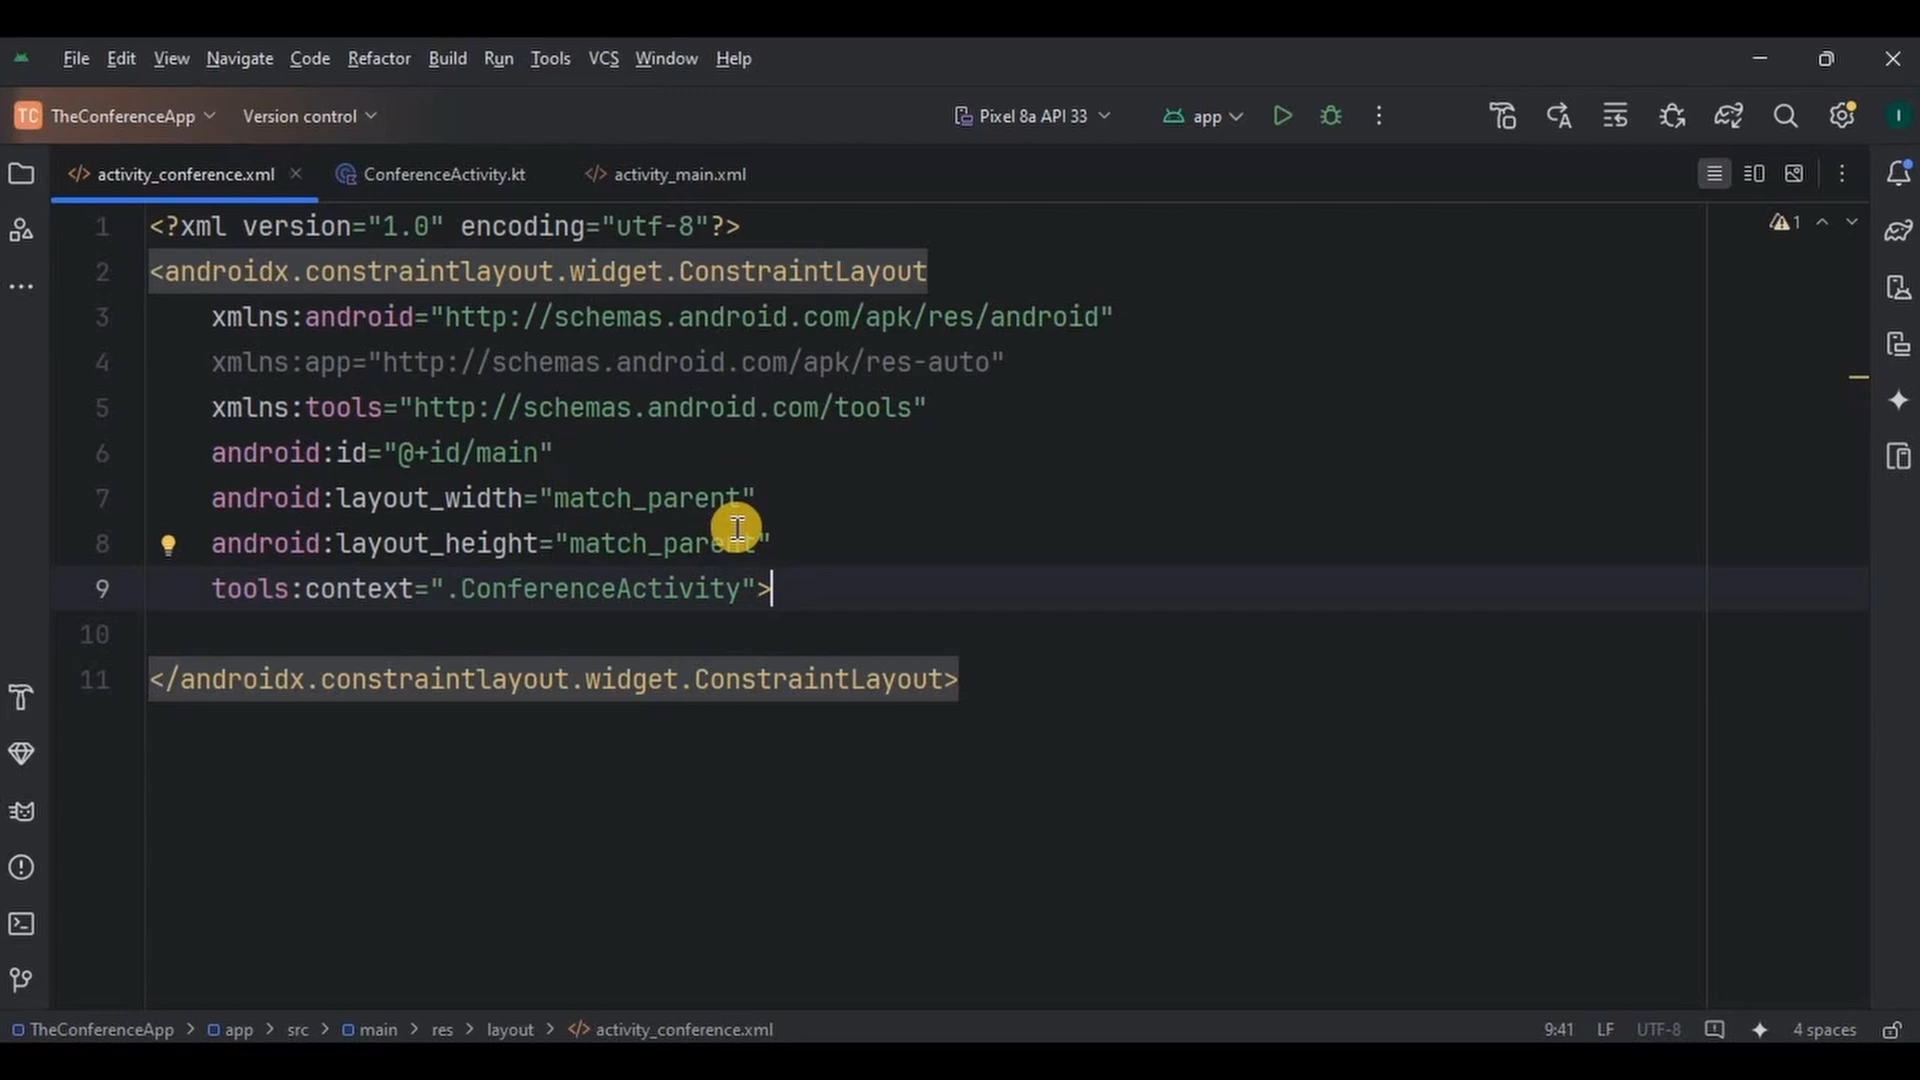 File Edit View Navigate Code Refactor Build Run Tools VCS Window Help
TC TheConferenceApp Version control Pixel 8a API 33 app I
activity_conference.xml ConferenceActivity.kt activity_main.xml
1 <?xml version="1.0" encoding="utf-8"?> 1
2 <androidx.constraintlayout.widget.ConstraintLayout
3 xmlns:android="http://schemas.android.com/apk/res/android"
4 xmlns:app="http://schemas.android.com/apk/res-auto"
5 xmlns:tools="http://schemas.android.com/tools"
6 android:id="@+id/main"
7 android:layout_width="match_parent"
8 android:layout_height="match_parent"
9 tools:context=".ConferenceActivity">
10
11 </androidx.constraintlayout.widget.ConstraintLayout>
TheConferenceApp > app > src > main > res > layout > activity_conference.xml 9:41 LF UTF-8 4 spaces